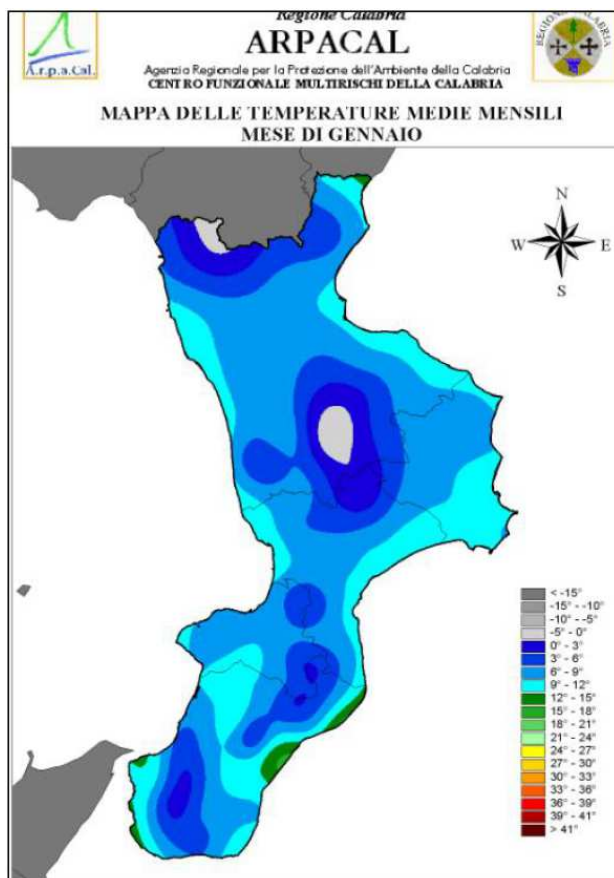 Regione Calabria
ARPACAL
Agenzia Regionale per la Protezione dell'Ambiente della Calabria
CENTRO FUNZIONALE MULTIRISCHI DELLA CALABRIA
A.r.p.a.Cal.
REGIONE CALABRIA
MAPPA DELLE TEMPERATURE MEDIE MENSILI
MESE DI GENNAIO
N
W E
S
< -15°
-15° - -10°
-10° - -5°
-5° - 0°
0° - 3°
3° - 6°
6° - 9°
9° - 12°
12° - 15°
15° - 18°
18° - 21°
21° - 24°
24° - 27°
27° - 30°
30° - 33°
33° - 36°
36° - 39°
39° - 41°
> 41°